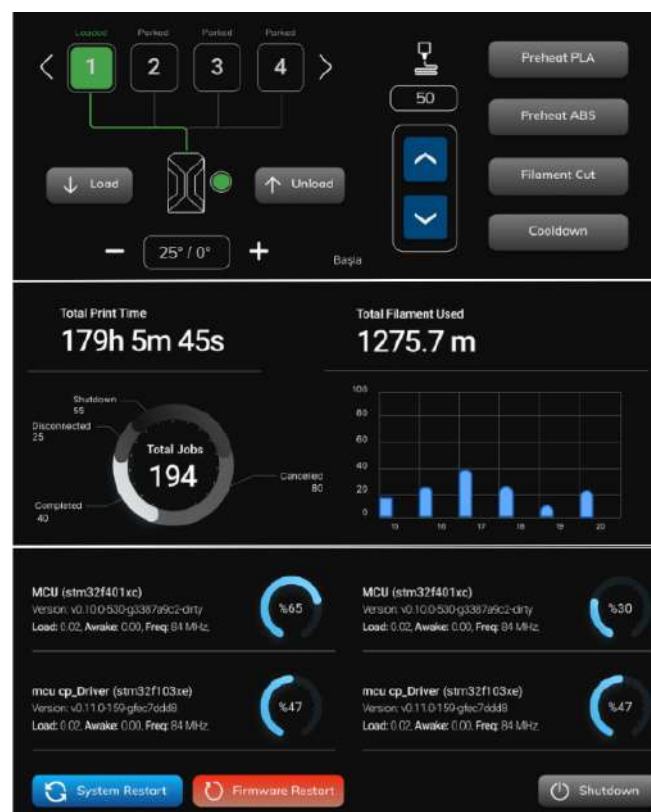 Loaded Parked Parked Parked
1 2 3 4
50
Preheat PLA
Preheat ABS
Filament Cut
Cooldown
Load
Unload
25° / 0°
Başla
Total Print Time
179h 5m 45s
Total Filament Used
1275.7 m
Shutdown
55
Disconnected
25
Total Jobs
194
Cancelled
80
Completed
40
100
80
60
40
20
0
15 16 17 18 19 20
MCU (stm32f401xc)
Version: v0.10.0-530-g3387a9c2-dirty
Load: 0.02, Awake: 0.00, Freq: 84 MHz,
%65
MCU (stm32f401xc)
Version: v0.10.0-530-g3387a9c2-dirty
Load: 0.02, Awake: 0.00, Freq: 84 MHz,
%30
mcu cp_Driver (stm32f103xe)
Version: v0.11.0-159-gfec7ddd8
Load: 0.02, Awake: 0.00, Freq: 84 MHz,
%47
mcu cp_Driver (stm32f103xe)
Version: v0.11.0-159-gfec7ddd8
Load: 0.02, Awake: 0.00, Freq: 84 MHz,
%47
System Restart
Firmware Restart
Shutdown